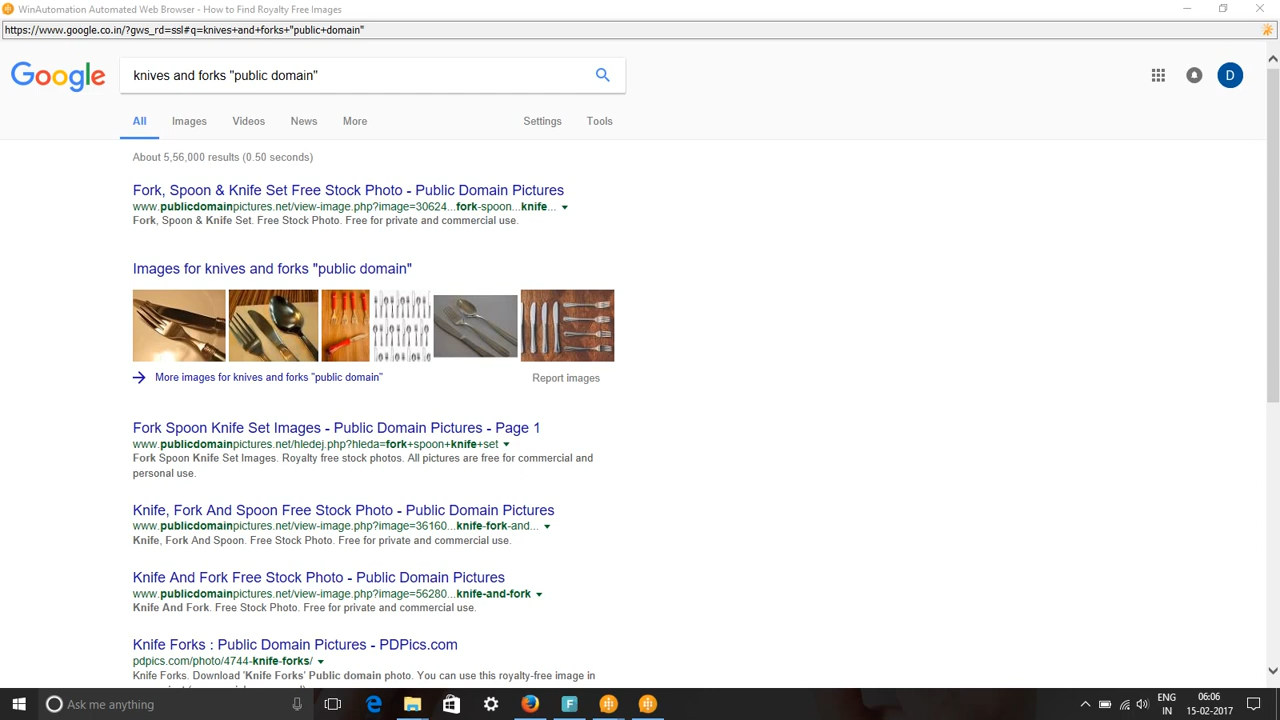 WinAutomation Automated Web Browser - How to Find Royalty Free Images
https://www.google.co.in/?gws_rd=ssl#q=knives+and+forks+"public+domain"
Google
knives and forks "public domain"
D
All Images Videos News More Settings Tools
About 5,56,000 results (0.50 seconds)
Fork, Spoon & Knife Set Free Stock Photo - Public Domain Pictures
www.publicdomainpictures.net/view-image.php?image=30624...fork-spoon...knife...
Fork, Spoon & Knife Set. Free Stock Photo. Free for private and commercial use.
Images for knives and forks "public domain"
More images for knives and forks "public domain" Report images
Fork Spoon Knife Set Images - Public Domain Pictures - Page 1
www.publicdomainpictures.net/hledej.php?hleda=fork+spoon+knife+set
Fork Spoon Knife Set Images. Royalty free stock photos. All pictures are free for commercial and
personal use.
Knife, Fork And Spoon Free Stock Photo - Public Domain Pictures
www.publicdomainpictures.net/view-image.php?image=36160...knife-fork-and...
Knife, Fork And Spoon. Free Stock Photo. Free for private and commercial use.
Knife And Fork Free Stock Photo - Public Domain Pictures
www.publicdomainpictures.net/view-image.php?image=56280...knife-and-fork
Knife And Fork. Free Stock Photo. Free for private and commercial use.
Knife Forks : Public Domain Pictures - PDPics.com
pdpics.com/photo/4744-knife-forks/
Knife Forks. Download 'Knife Forks' Public domain photo. You can use this royalty-free image in
Ask me anything
F
ENG
IN
06:06
15-02-2017